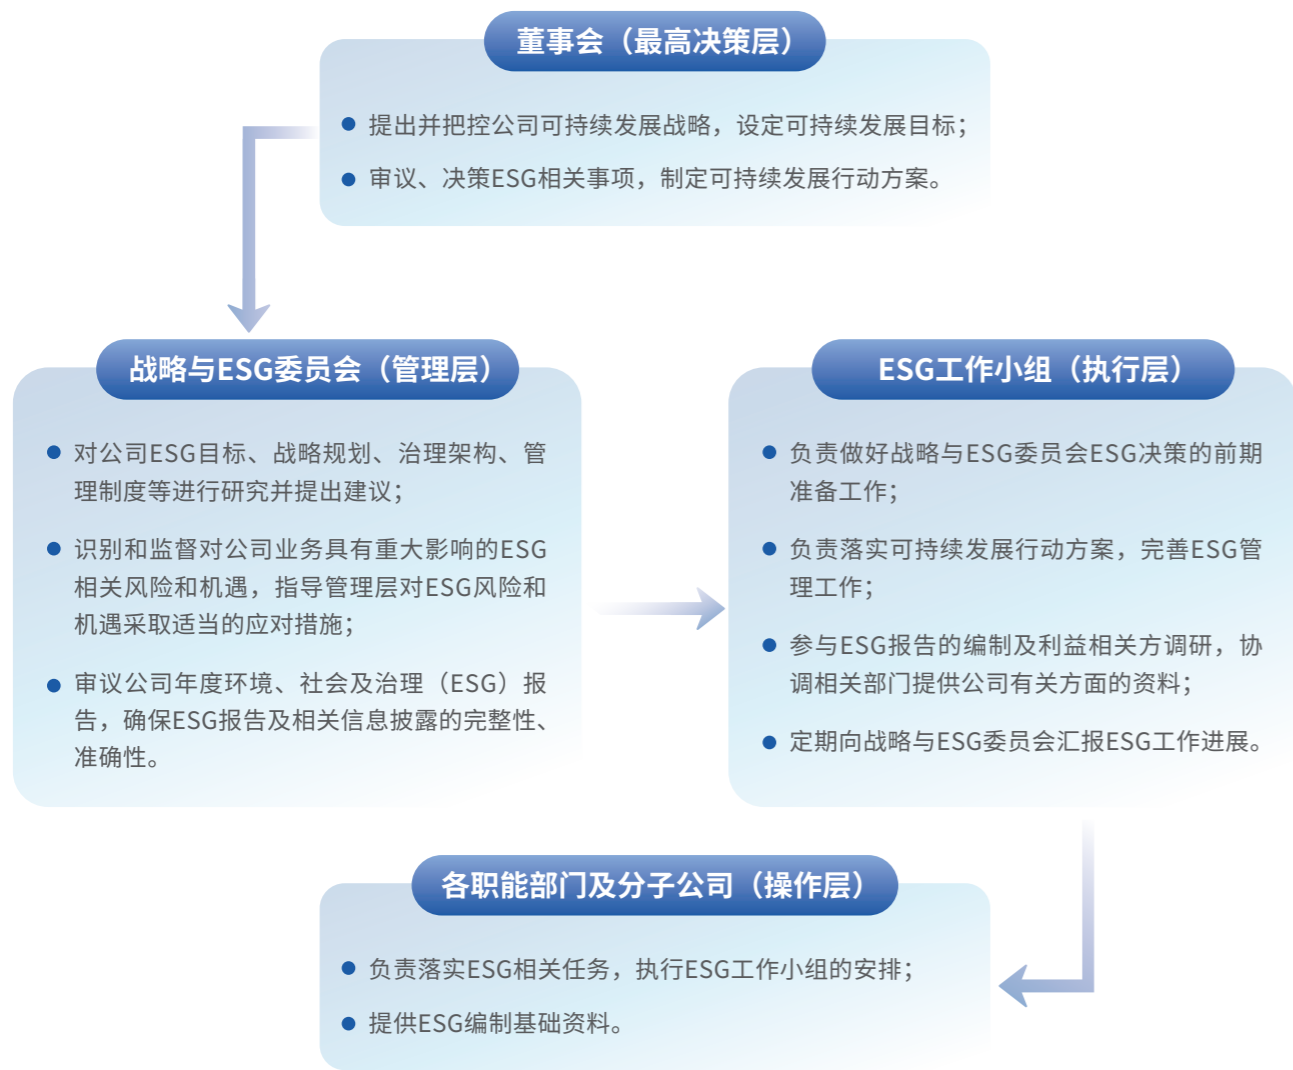 董事会（最高决策层）
提出并把控公司可持续发展战略，设定可持续发展目标；
审议、决策ESG相关事项，制定可持续发展行动方案。
战略与ESG委员会（管理层）
对公司ESG目标、战略规划、治理架构、管
理制度等进行研究并提出建议；
识别和监督对公司业务具有重大影响的ESG
相关风险和机遇，指导管理层对ESG风险和
机遇采取适当的应对措施；
审议公司年度环境、社会及治理（ESG）报
告，确保ESG报告及相关信息披露的完整性、
准确性。
ESG工作小组（执行层）
负责做好战略与ESG委员会ESG决策的前期
准备工作；
负责落实可持续发展行动方案，完善ESG管
理工作；
参与ESG报告的编制及利益相关方调研，协
调相关部门提供公司有关方面的资料；
定期向战略与ESG委员会汇报ESG工作进展。
各职能部门及分子公司（操作层）
负责落实ESG相关任务，执行ESG工作小组的安排；
提供ESG编制基础资料。